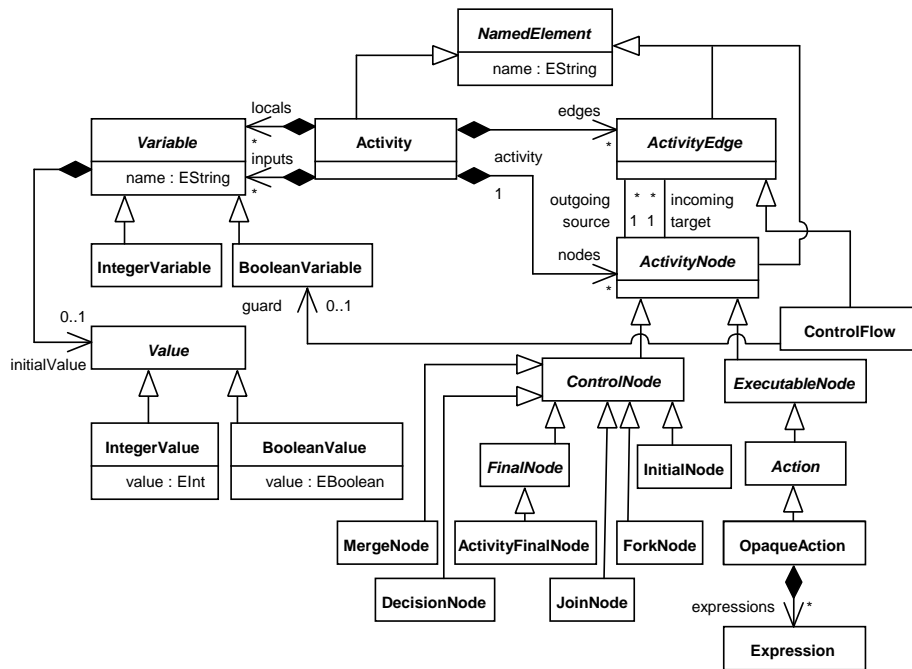 NamedElement
name : EString
locals
edges
Variable
*
Activity
*
ActivityEdge
name : EString
inputs
*
activity
1
outgoing
* *
incoming
source
1 1
target
IntegerVariable
BooleanVariable
nodes
*
ActivityNode
guard
0..1
0..1
initialValue
Value
ControlFlow
ControlNode
ExecutableNode
IntegerValue
value : EInt
BooleanValue
value : EBoolean
FinalNode
InitialNode
Action
MergeNode
ActivityFinalNode
ForkNode
OpaqueAction
DecisionNode
JoinNode
expressions
*
Expression